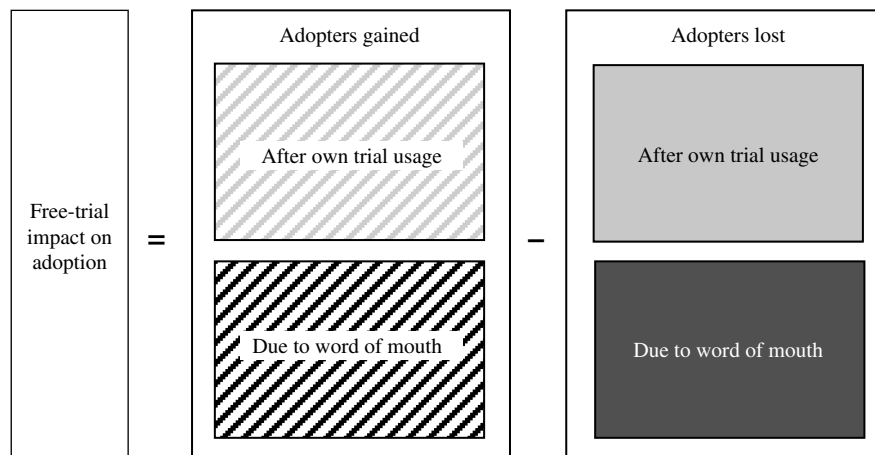 Free-trial
impact on
adoption
=
Adopters gained
After own trial usage
Due to word of mouth
–
Adopters lost
After own trial usage
Due to word of mouth